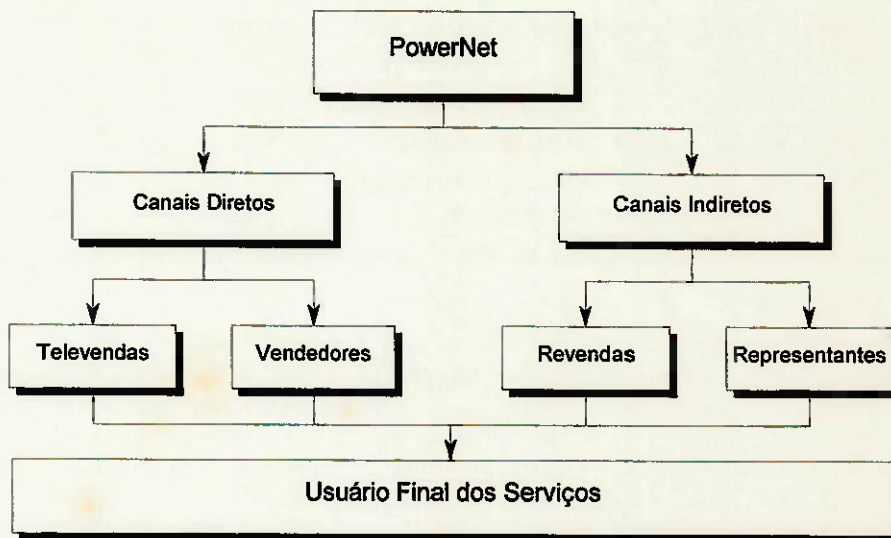 PowerNet
Canais Diretos
Canais Indiretos
Televendas
Vendedores
Revendas
Representantes
Usuário Final dos Serviços